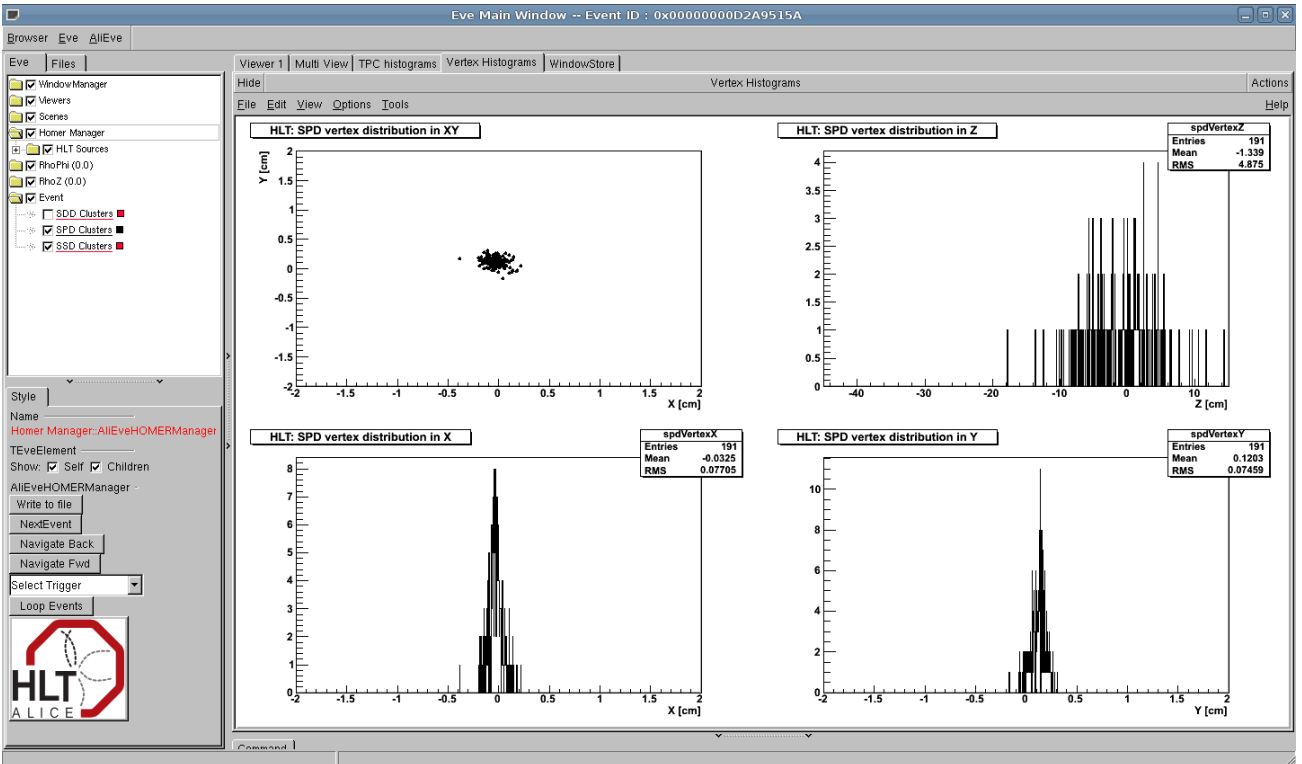 Eve Main Window -- Event ID : 0x00000000D2A9515A
Browser Eve AliEve
Eve Files
WindowManager
Viewers
Scenes
Homer Manager
HLT Sources
RhoPhi (0.0)
RhoZ (0.0)
Event
SDD Clusters
SPD Clusters
SSD Clusters
Style
Name
Homer Manager::AliEveHOMERManager
TEveElement
Show: Self Children
AliEveHOMERManager
Write to file
NextEvent
Navigate Back
Navigate Fwd
Select Trigger
Loop Events
HLT
ALICE
Viewer 1 Multi View TPC histograms Vertex Histograms WindowStore
Hide Vertex Histograms Actions
File Edit View Options Tools Help
HLT: SPD vertex distribution in XY
Y [cm]
2
1.5
1
0.5
0
-0.5
-1
-1.5
-2
-2 -1.5 -1 -0.5 0 0.5 1 1.5 2
X [cm]
HLT: SPD vertex distribution in Z
spdVertexZ
Entries 191
Mean -1.339
RMS 4.875
4
3.5
3
2.5
2
1.5
1
0.5
0
-40 -30 -20 -10 0 10
Z [cm]
HLT: SPD vertex distribution in X
spdVertexX
Entries 191
Mean -0.0325
RMS 0.07705
8
7
6
5
4
3
2
1
0
-2 -1.5 -1 -0.5 0 0.5 1 1.5 2
X [cm]
HLT: SPD vertex distribution in Y
spdVertexY
Entries 191
Mean 0.1203
RMS 0.07459
10
8
6
4
2
0
-2 -1.5 -1 -0.5 0 0.5 1 1.5 2
Y [cm]
Command